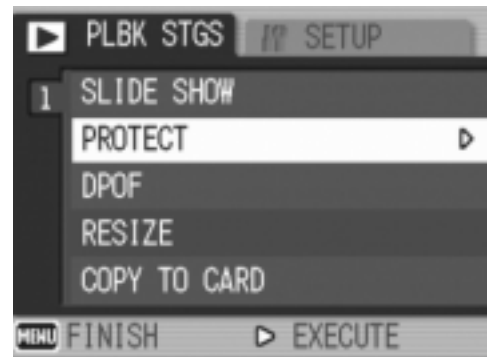 PLBK STGS SETUP
1 SLIDE SHOW
PROTECT
DPOF
RESIZE
COPY TO CARD
MENU FINISH EXECUTE